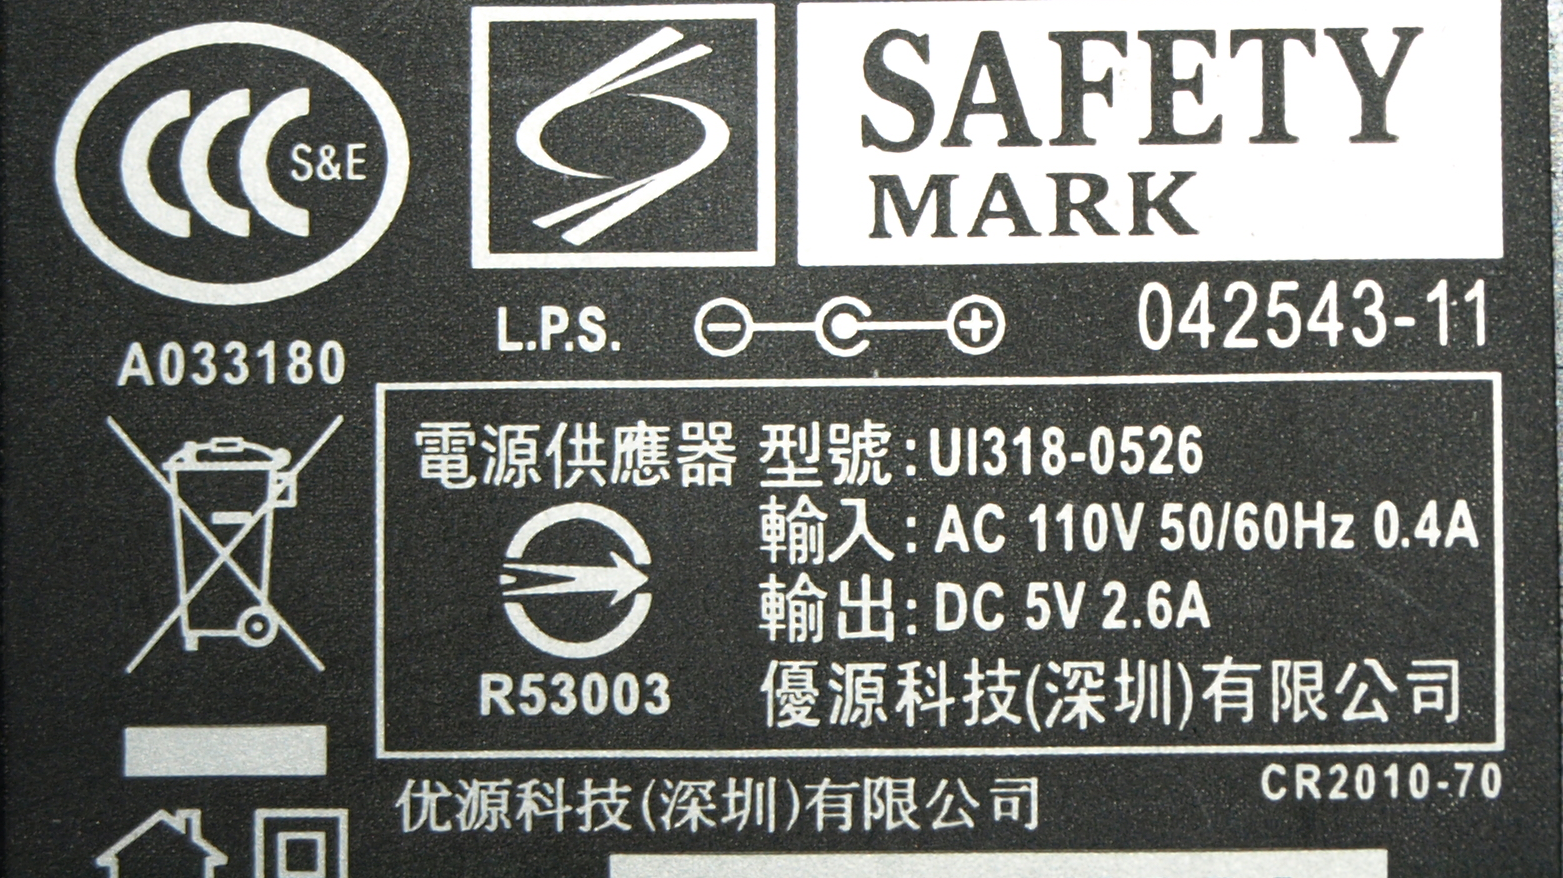 S&E
SAFETY
MARK
A033180
L.P.S.
042543-11
電源供應器 型號：UI318-0526
輸入：AC 110V 50/60Hz 0.4A
輸出：DC 5V 2.6A
R53003
優源科技(深圳)有限公司
优源科技(深圳)有限公司
CR2010-70